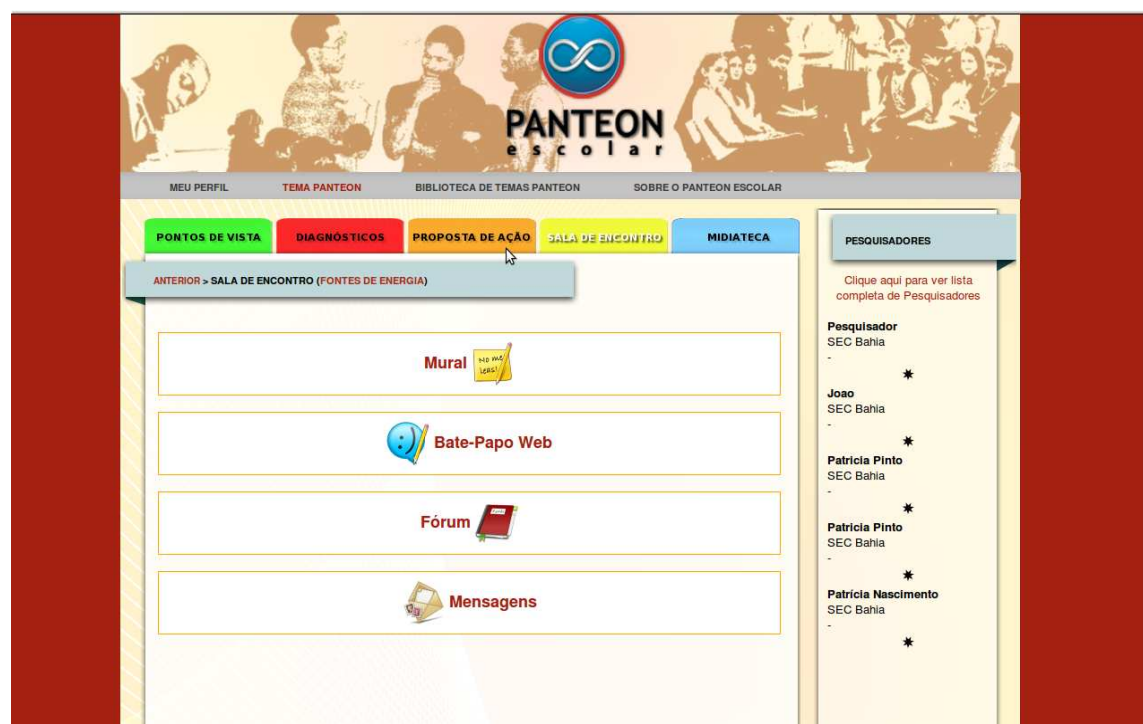 PANTEON
escolar
MEU PERFIL TEMA PANTEON BIBLIOTECA DE TEMAS PANTEON SOBRE O PANTEON ESCOLAR
PONTOS DE VISTA DIAGNÓSTICOS PROPOSTA DE AÇÃO SALA DE ENCONTRO MIDIATECA
ANTERIOR > SALA DE ENCONTRO (FONTES DE ENERGIA)
Mural
No me
leas!
Bate-Papo Web
Fórum
Mensagens
PESQUISADORES
Clique aqui para ver lista
completa de Pesquisadores
Pesquisador
SEC Bahia
-
Joao
SEC Bahia
-
Patricia Pinto
SEC Bahia
-
Patricia Pinto
SEC Bahia
-
Patrícia Nascimento
SEC Bahia
-